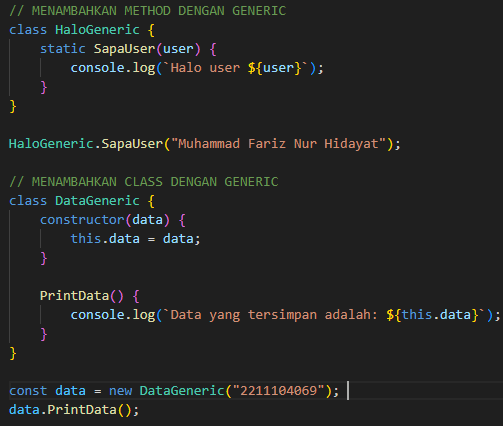 // MENAMBAHKAN METHOD DENGAN GENERIC
class HaloGeneric {
    static SapaUser(user) {
        console.log(`Halo user ${user}`);
    }
}

HaloGeneric.SapaUser("Muhammad Fariz Nur Hidayat");

// MENAMBAHKAN CLASS DENGAN GENERIC
class DataGeneric {
    constructor(data) {
        this.data = data;
    }

    PrintData() {
        console.log(`Data yang tersimpan adalah: ${this.data}`);
    }
}

const data = new DataGeneric("2211104069");
data.PrintData();